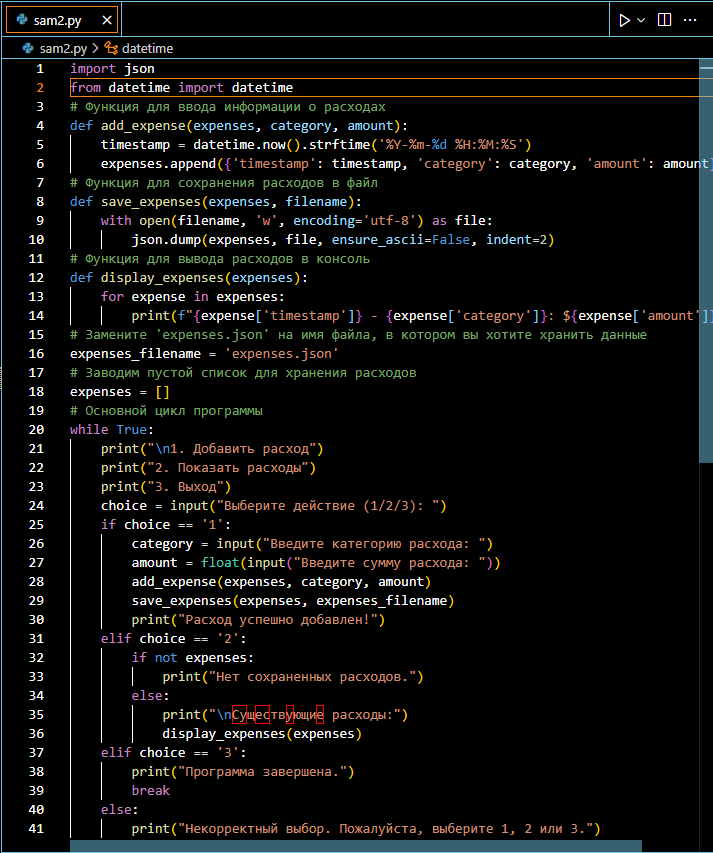 sam2.py
sam2.py > datetime
1 import json
2 from datetime import datetime
3 # Функция для ввода информации о расходах
4 def add_expense(expenses, category, amount):
5     timestamp = datetime.now().strftime('%Y-%m-%d %H:%M:%S')
6     expenses.append({'timestamp': timestamp, 'category': category, 'amount': amount}
7 # Функция для сохранения расходов в файл
8 def save_expenses(expenses, filename):
9     with open(filename, 'w', encoding='utf-8') as file:
10         json.dump(expenses, file, ensure_ascii=False, indent=2)
11 # Функция для вывода расходов в консоль
12 def display_expenses(expenses):
13     for expense in expenses:
14         print(f"{expense['timestamp']} - {expense['category']}: ${expense['amount']}
15 # Замените 'expenses.json' на имя файла, в котором вы хотите хранить данные
16 expenses_filename = 'expenses.json'
17 # Заводим пустой список для хранения расходов
18 expenses = []
19 # Основной цикл программы
20 while True:
21     print("\n1. Добавить расход")
22     print("2. Показать расходы")
23     print("3. Выход")
24     choice = input("Выберите действие (1/2/3): ")
25     if choice == '1':
26         category = input("Введите категорию расхода: ")
27         amount = float(input("Введите сумму расхода: "))
28         add_expense(expenses, category, amount)
29         save_expenses(expenses, expenses_filename)
30         print("Расход успешно добавлен!")
31     elif choice == '2':
32         if not expenses:
33             print("Нет сохраненных расходов.")
34         else:
35             print("\nСуществующие расходы:")
36             display_expenses(expenses)
37     elif choice == '3':
38         print("Программа завершена.")
39         break
40     else:
41         print("Некорректный выбор. Пожалуйста, выберите 1, 2 или 3.")